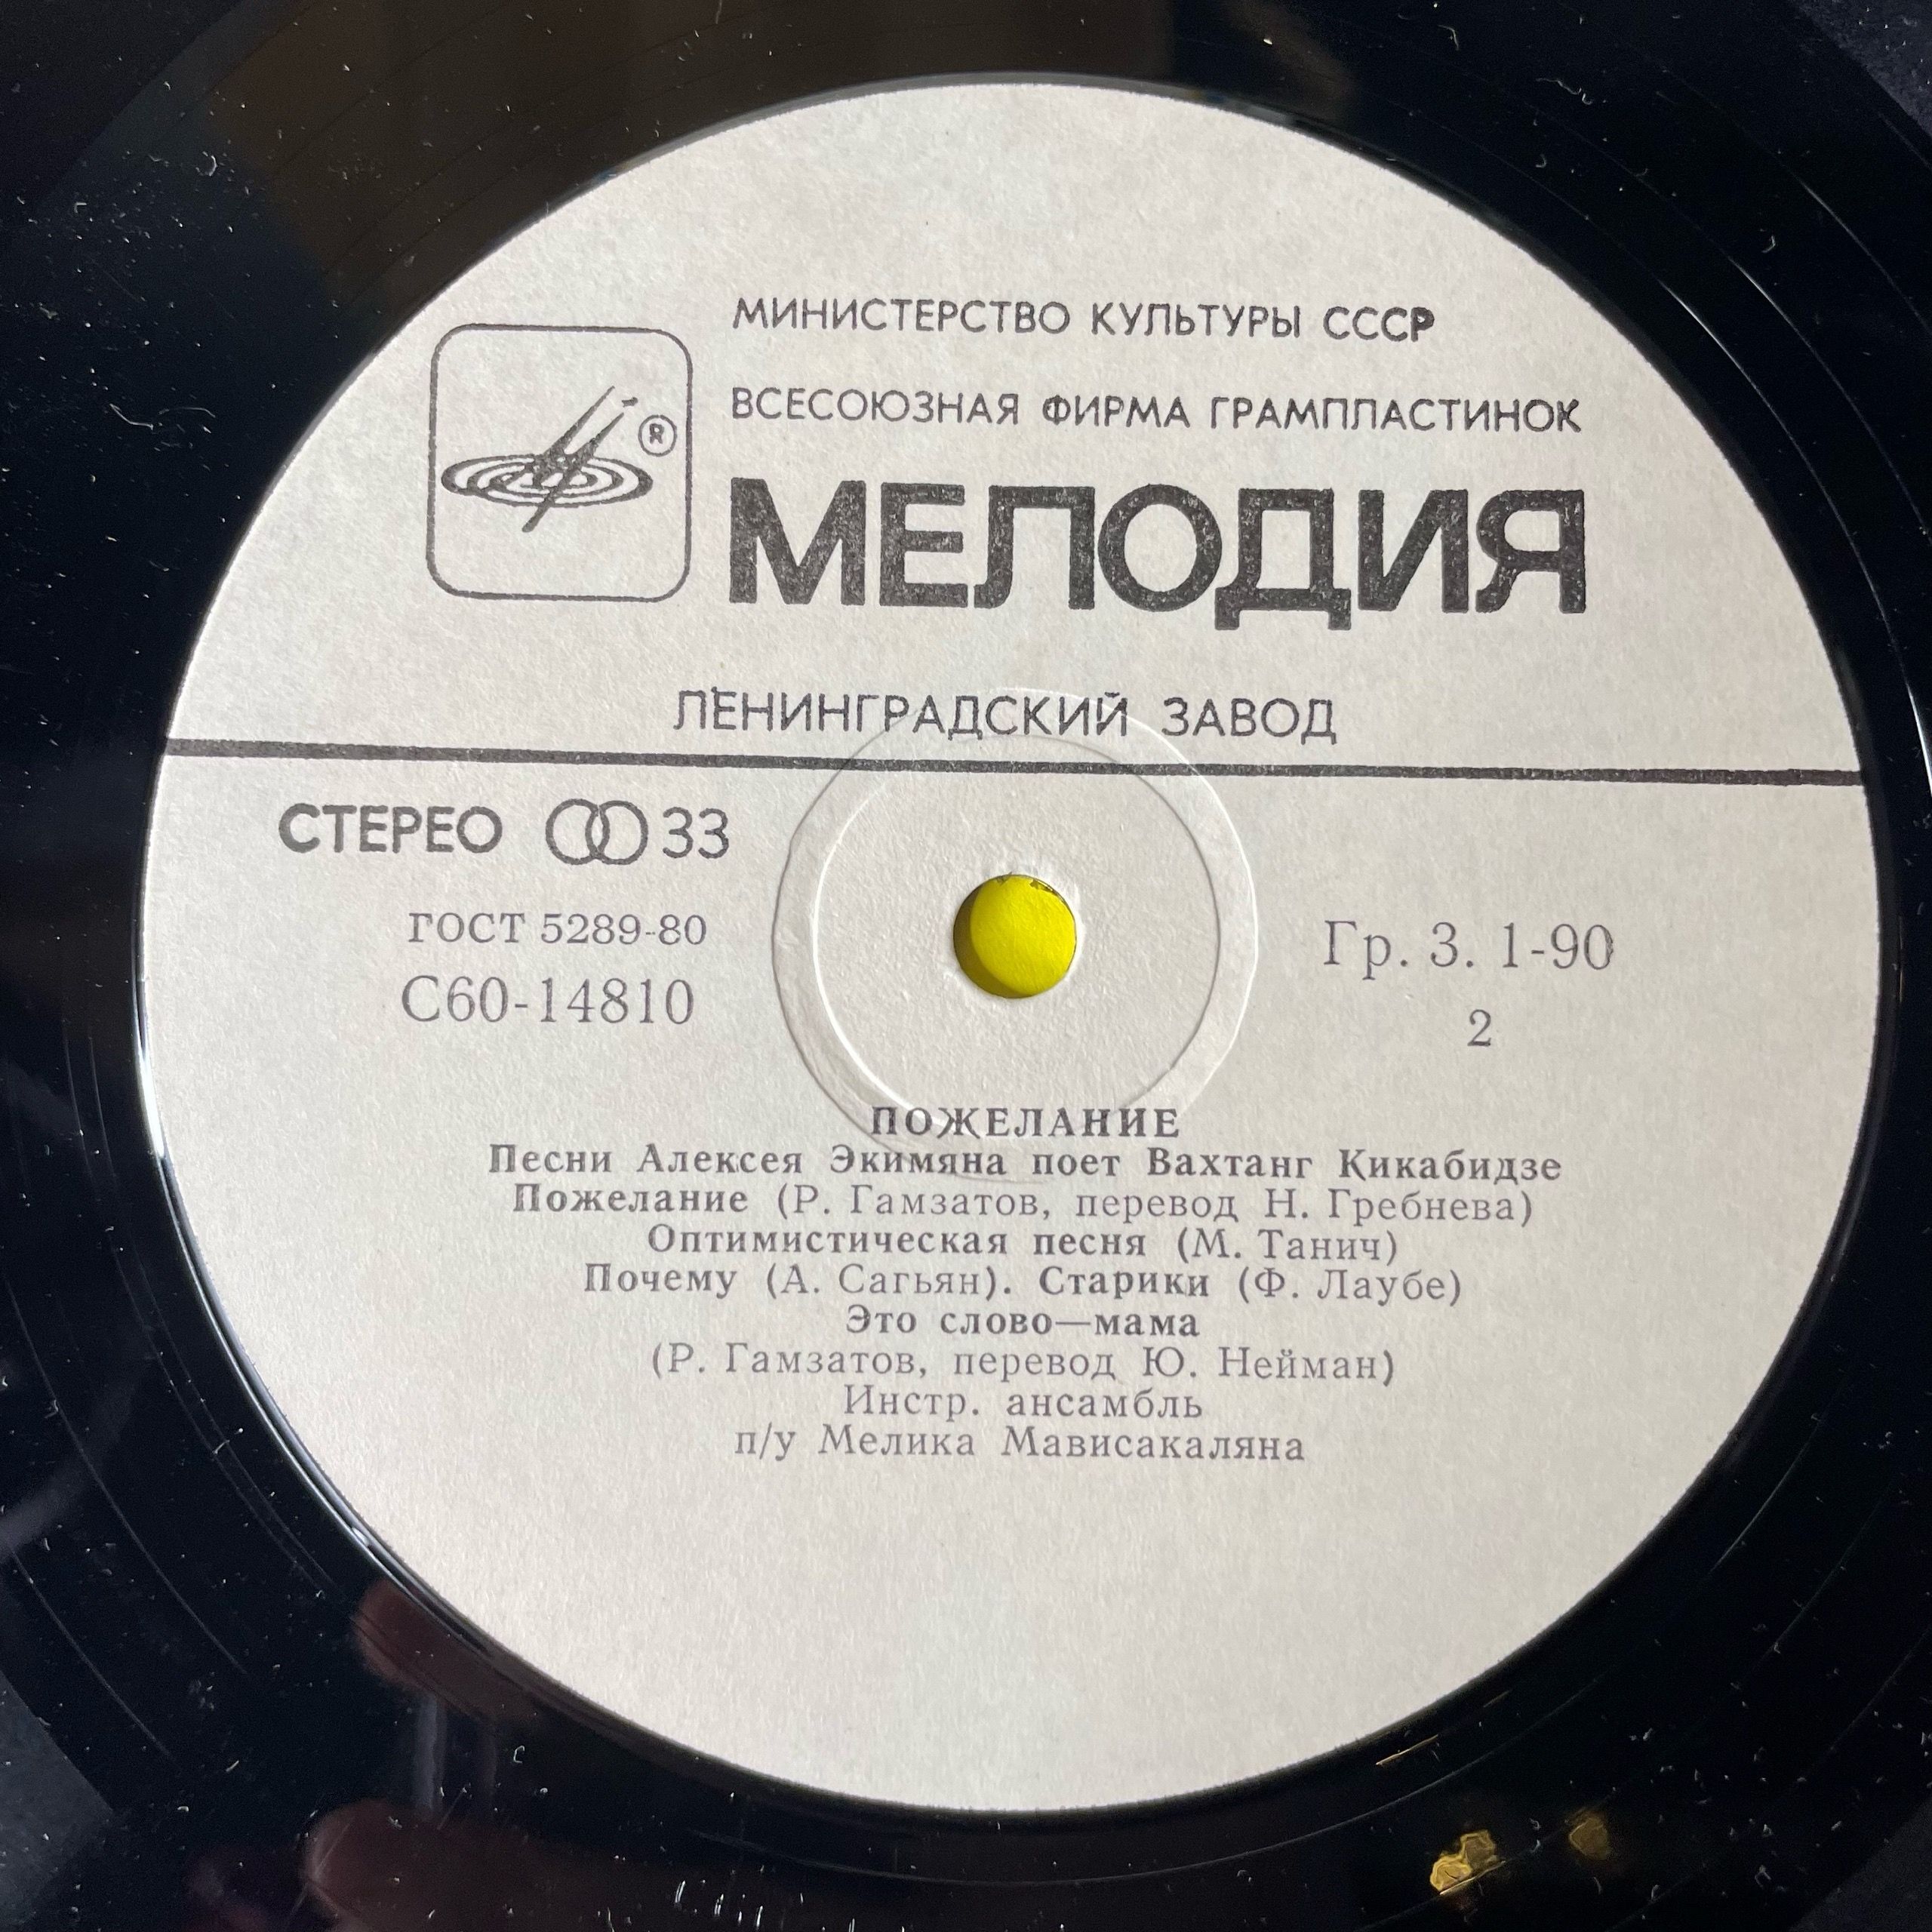 МИНИСТЕРСТВО КУЛЬТУРЫ СССР
ВСЕСОЮЗНАЯ ФИРМА ГРАМПЛАСТИНОК
®
МЕЛОДИЯ
ЛЕНИНГРАДСКИЙ ЗАВОД
СТЕРЕО 33
ГОСТ 5289-80
С60-14810
Гр. 3. 1-90
2
ПОЖЕЛАНИЕ
Песни Алексея Экимяна поет Вахтанг Кикабидзе
Пожелание (Р. Гамзатов, перевод Н. Гребнева)
Оптимистическая песня (М. Танич)
Почему (А. Сагьян). Старики (Ф. Лаубе)
Это слово—мама
(Р. Гамзатов, перевод Ю. Нейман)
Инстр. ансамбль
п/у Мелика Мависакаляна